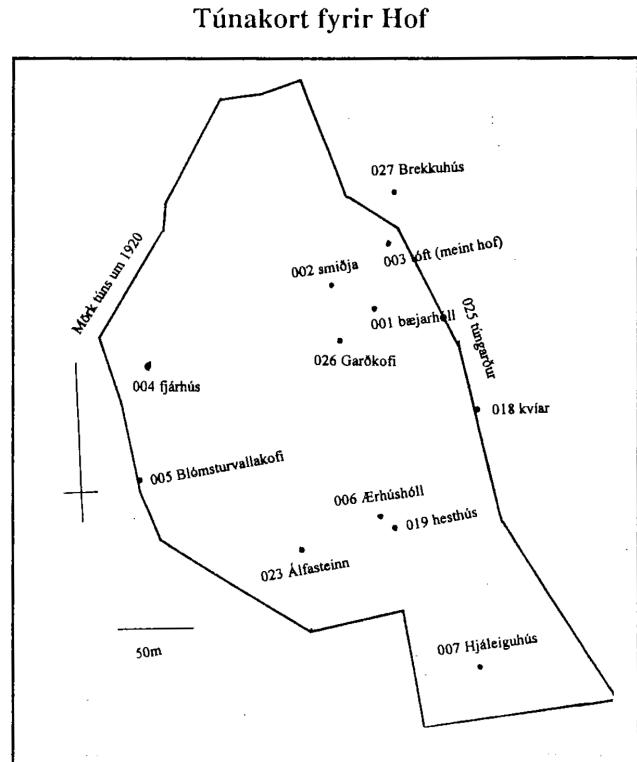 Túnakort fyrir Hof
027 Brekkuhús
003 tóft (meint hof)
002 smiðja
Mörk túns um 1920
001 bæjarhóll
025 túngarður
026 Garðkofi
004 fjárhús
018 kvíar
005 Blómsturvallakofi
006 Ærhúshóll
019 hesthús
023 Álfasteinn
50m
007 Hjáleiguhús